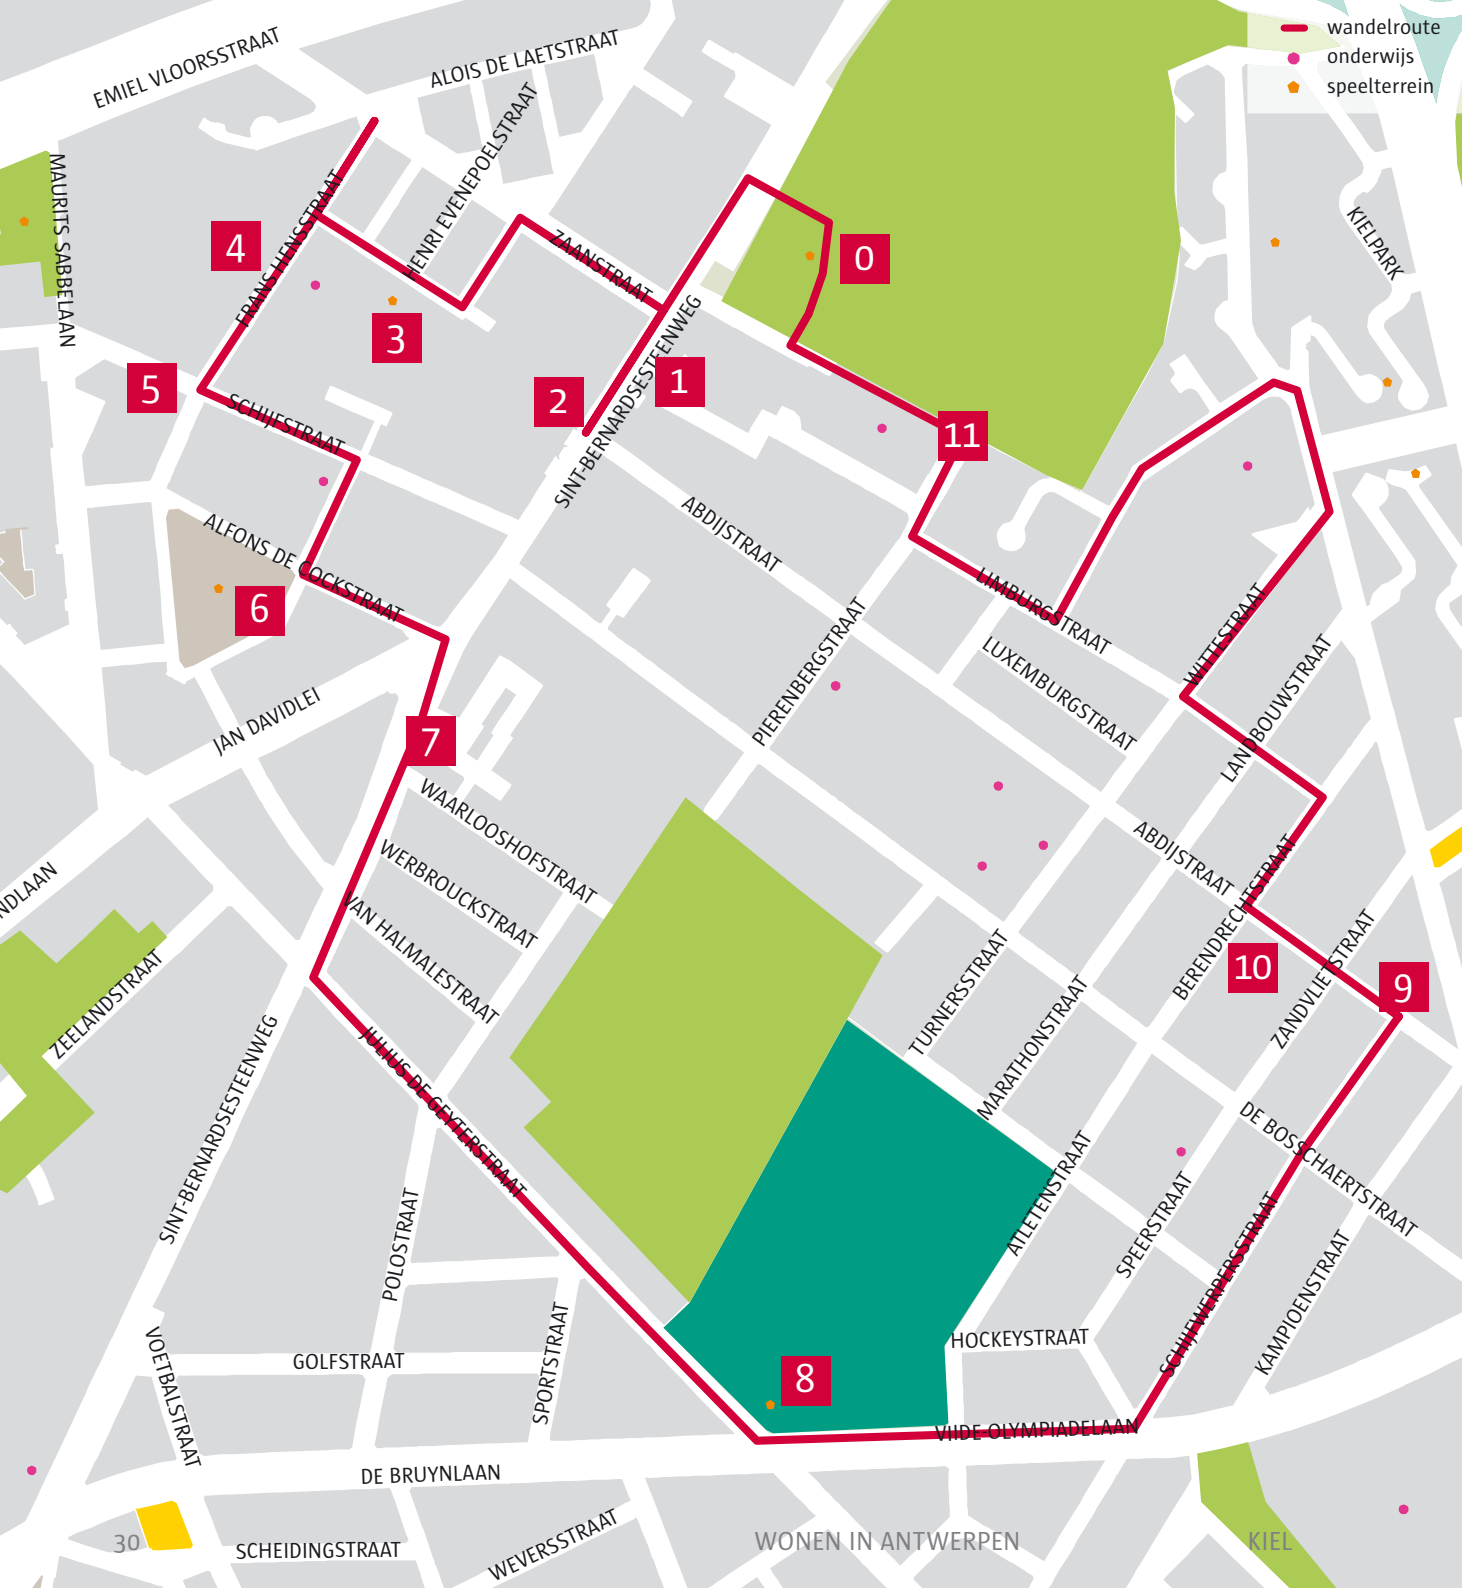 wandelroute
onderwijs
speelterrein
EMIEL VLOORSSTRAAT
ALOIS DE LAETSTRAAT
HENRI EVENEPOELSTRAAT
MAURITS SABBELAAN
FRANS HENSSTRAAT
KIELPARK
4
ZAANSTRAAT
0
3
SINT-BERNARDSESTEENWEG
5
2
1
SCHIJFSTRAAT
11
ABDIJSTRAAT
ALFONS DE COCKSTRAAT
6
LIMBURGSTRAAT
WITTESTRAAT
PIERENBERGSTRAAT
LUXEMBURGSTRAAT
LANDBOUWSTRAAT
JAN DAVIDLEI
7
WAARLOOSHOFSTRAAT
WERBROUCKSTRAAT
VAN HALMALESTRAAT
ABDIJSTRAAT
NDLAAN
BERENDRECHTSTRAAT
ZEELANDSTRAAT
TURNERSSTRAAT
ZANDVLIETSTRAAT
10
9
MARATHONSTRAAT
SINT-BERNARDSESTEENWEG
JULIUS DE GEYTERSTRAAT
DE BOSSCHAERTSTRAAT
ATLETENSTRAAT
SPEERSTRAAT
POLOSTRAAT
SCHIJFWERPERSSTRAAT
KAMPIOENSTRAAT
HOCKEYSTRAAT
VOETBALSTRAAT
GOLFSTRAAT
SPORTSTRAAT
8
VIIDE-OLYMPIADELAAN
DE BRUYNLAAN
30
SCHEIDINGSTRAAT
WEVERSSTRAAT
WONEN IN ANTWERPEN
KIEL